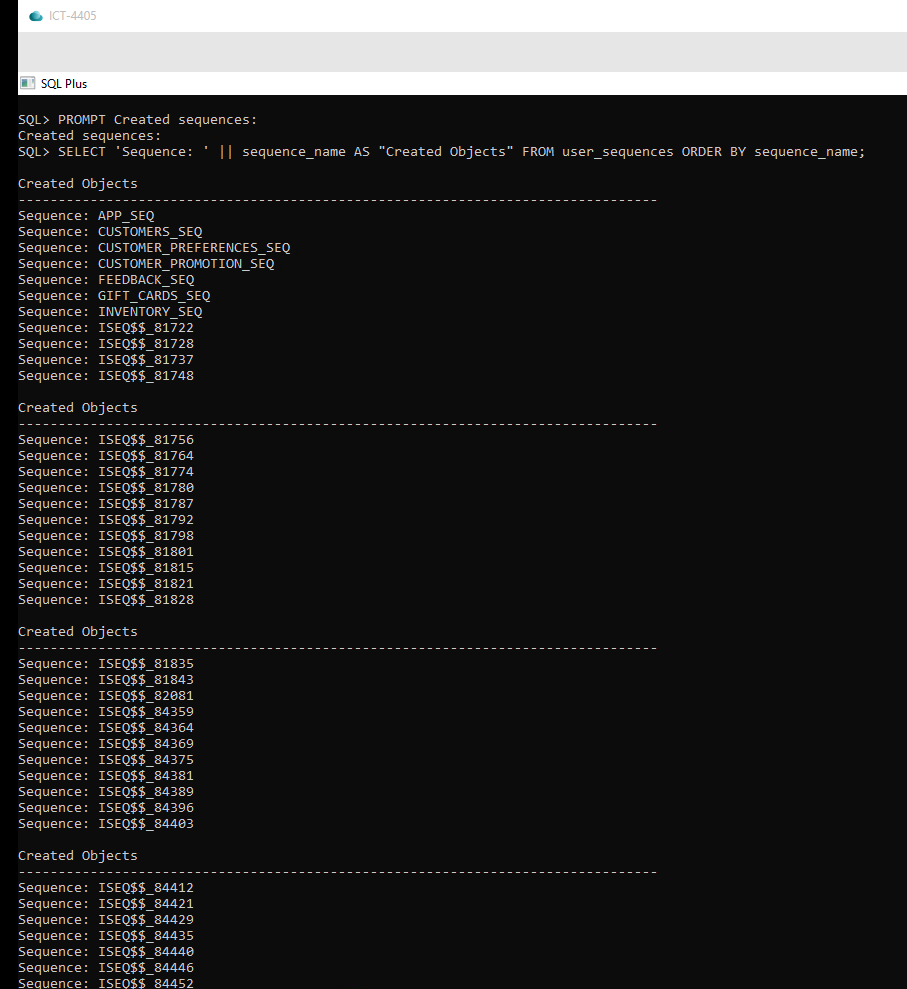 ICT-4405
SQL Plus
SQL> PROMPT Created sequences:
Created sequences:
SQL> SELECT 'Sequence: ' || sequence_name AS "Created Objects" FROM user_sequences ORDER BY sequence_name;
Created Objects
--------------------------------------------------------------------------------
Sequence: APP_SEQ
Sequence: CUSTOMERS_SEQ
Sequence: CUSTOMER_PREFERENCES_SEQ
Sequence: CUSTOMER_PROMOTION_SEQ
Sequence: FEEDBACK_SEQ
Sequence: GIFT_CARDS_SEQ
Sequence: INVENTORY_SEQ
Sequence: ISEQ$$_81722
Sequence: ISEQ$$_81728
Sequence: ISEQ$$_81737
Sequence: ISEQ$$_81748
Created Objects
--------------------------------------------------------------------------------
Sequence: ISEQ$$_81756
Sequence: ISEQ$$_81764
Sequence: ISEQ$$_81774
Sequence: ISEQ$$_81780
Sequence: ISEQ$$_81787
Sequence: ISEQ$$_81792
Sequence: ISEQ$$_81798
Sequence: ISEQ$$_81801
Sequence: ISEQ$$_81815
Sequence: ISEQ$$_81821
Sequence: ISEQ$$_81828
Created Objects
--------------------------------------------------------------------------------
Sequence: ISEQ$$_81835
Sequence: ISEQ$$_81843
Sequence: ISEQ$$_82081
Sequence: ISEQ$$_84359
Sequence: ISEQ$$_84364
Sequence: ISEQ$$_84369
Sequence: ISEQ$$_84375
Sequence: ISEQ$$_84381
Sequence: ISEQ$$_84389
Sequence: ISEQ$$_84396
Sequence: ISEQ$$_84403
Created Objects
--------------------------------------------------------------------------------
Sequence: ISEQ$$_84412
Sequence: ISEQ$$_84421
Sequence: ISEQ$$_84429
Sequence: ISEQ$$_84435
Sequence: ISEQ$$_84440
Sequence: ISEQ$$_84446
Sequence: ISEQ$$_84452